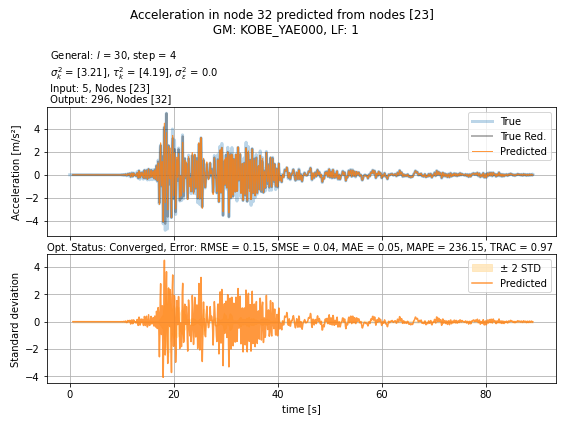 Acceleration in node 32 predicted from nodes [23]
GM: KOBE_YAE000, LF: 1
General: l = 30, step = 4
σ²ₖ = [3.21], τ²ₖ = [4.19], σ²_ε = 0.0
Input: 5, Nodes [23]
Output: 296, Nodes [32]
Acceleration [m/s²]
4
2
0
−2
−4
True
True Red.
Predicted
Opt. Status: Converged, Error: RMSE = 0.15, SMSE = 0.04, MAE = 0.05, MAPE = 236.15, TRAC = 0.97
Standard deviation
4
2
0
−2
−4
± 2 STD
Predicted
0 20 40 60 80
time [s]